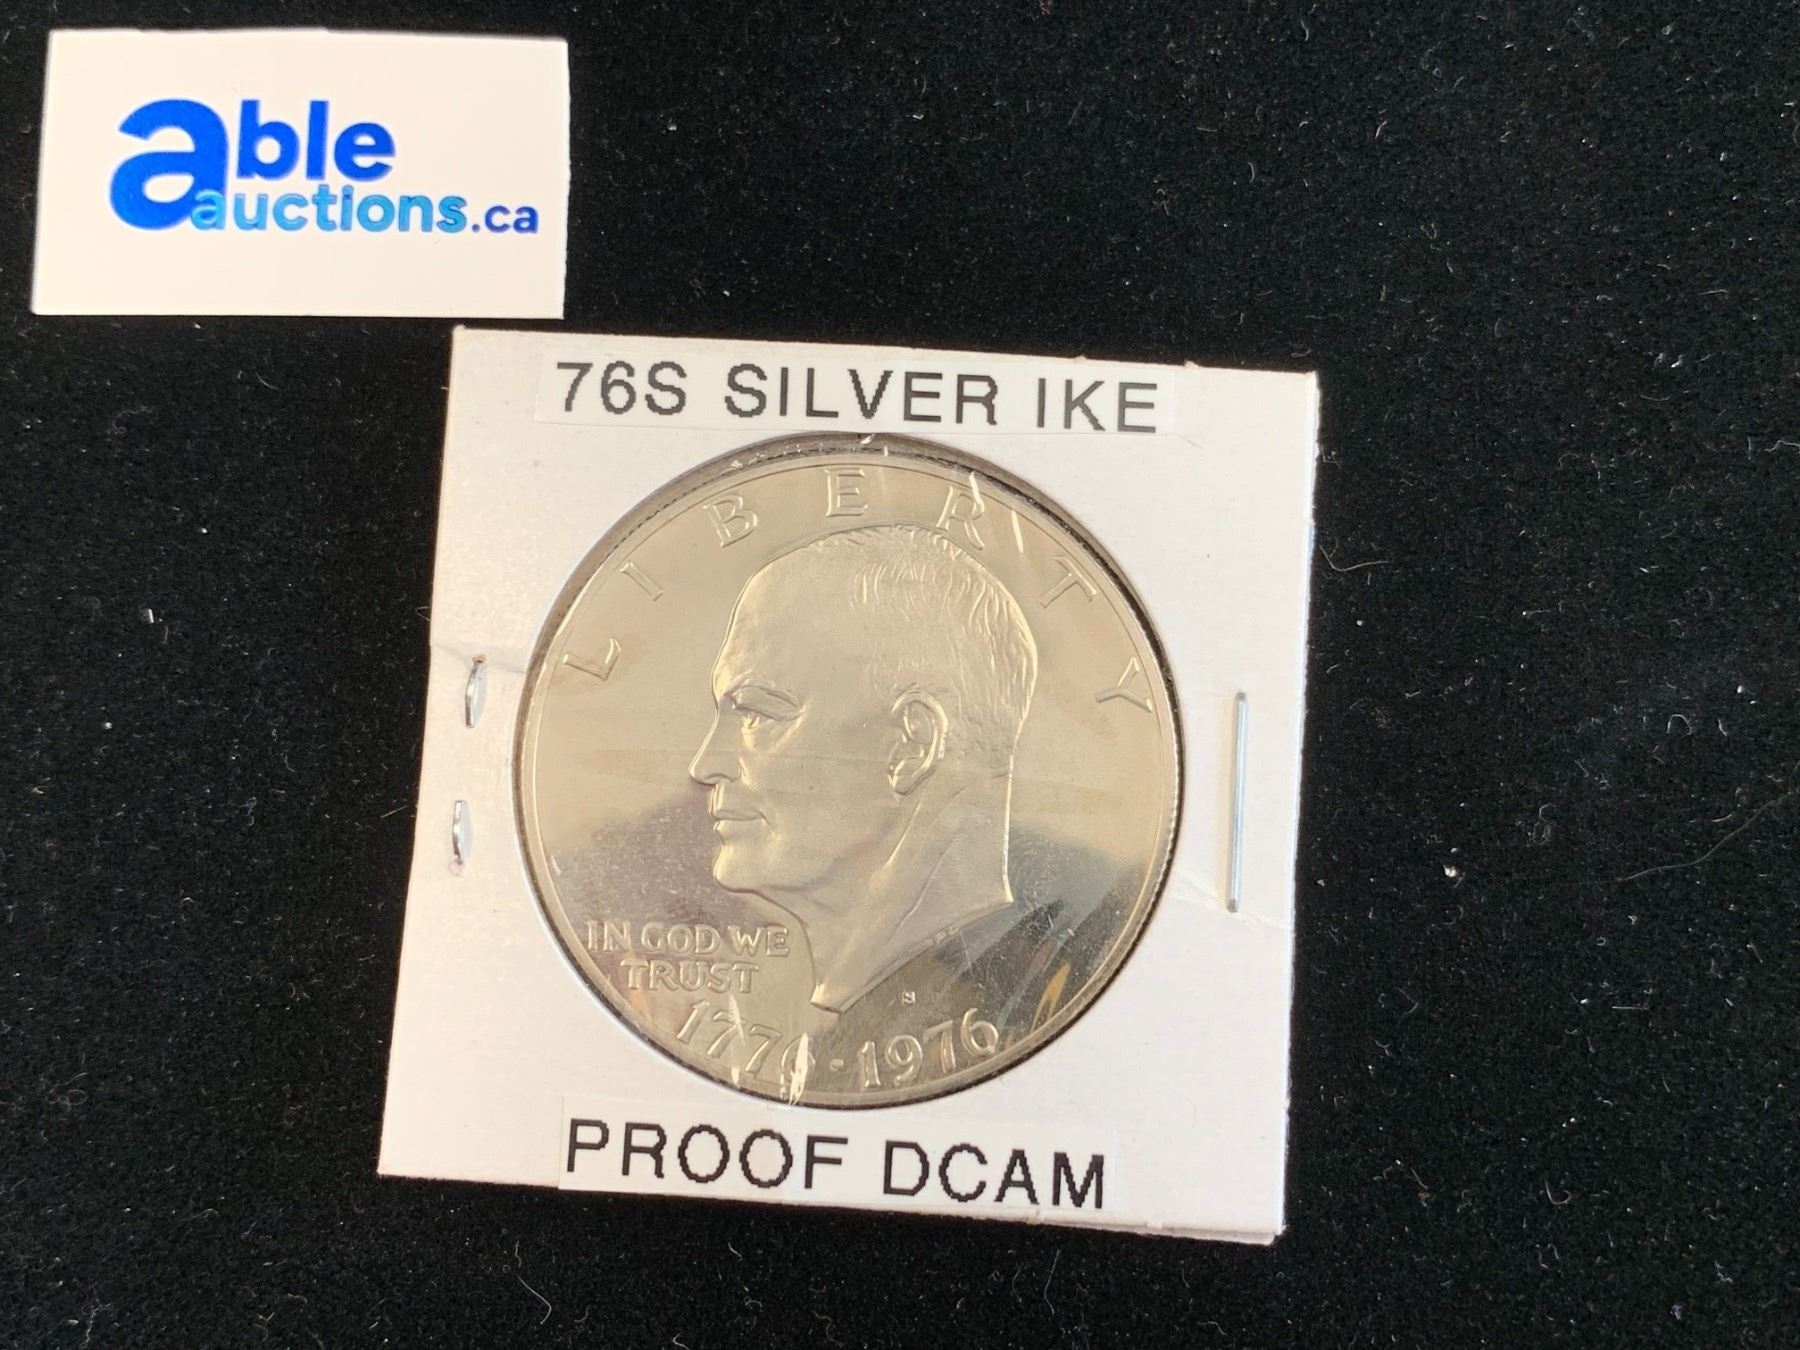 able
auctions.ca
76S SILVER IKE
LIBERTY
IN GOD WE
TRUST
S
1776·1976
PROOF DCAM